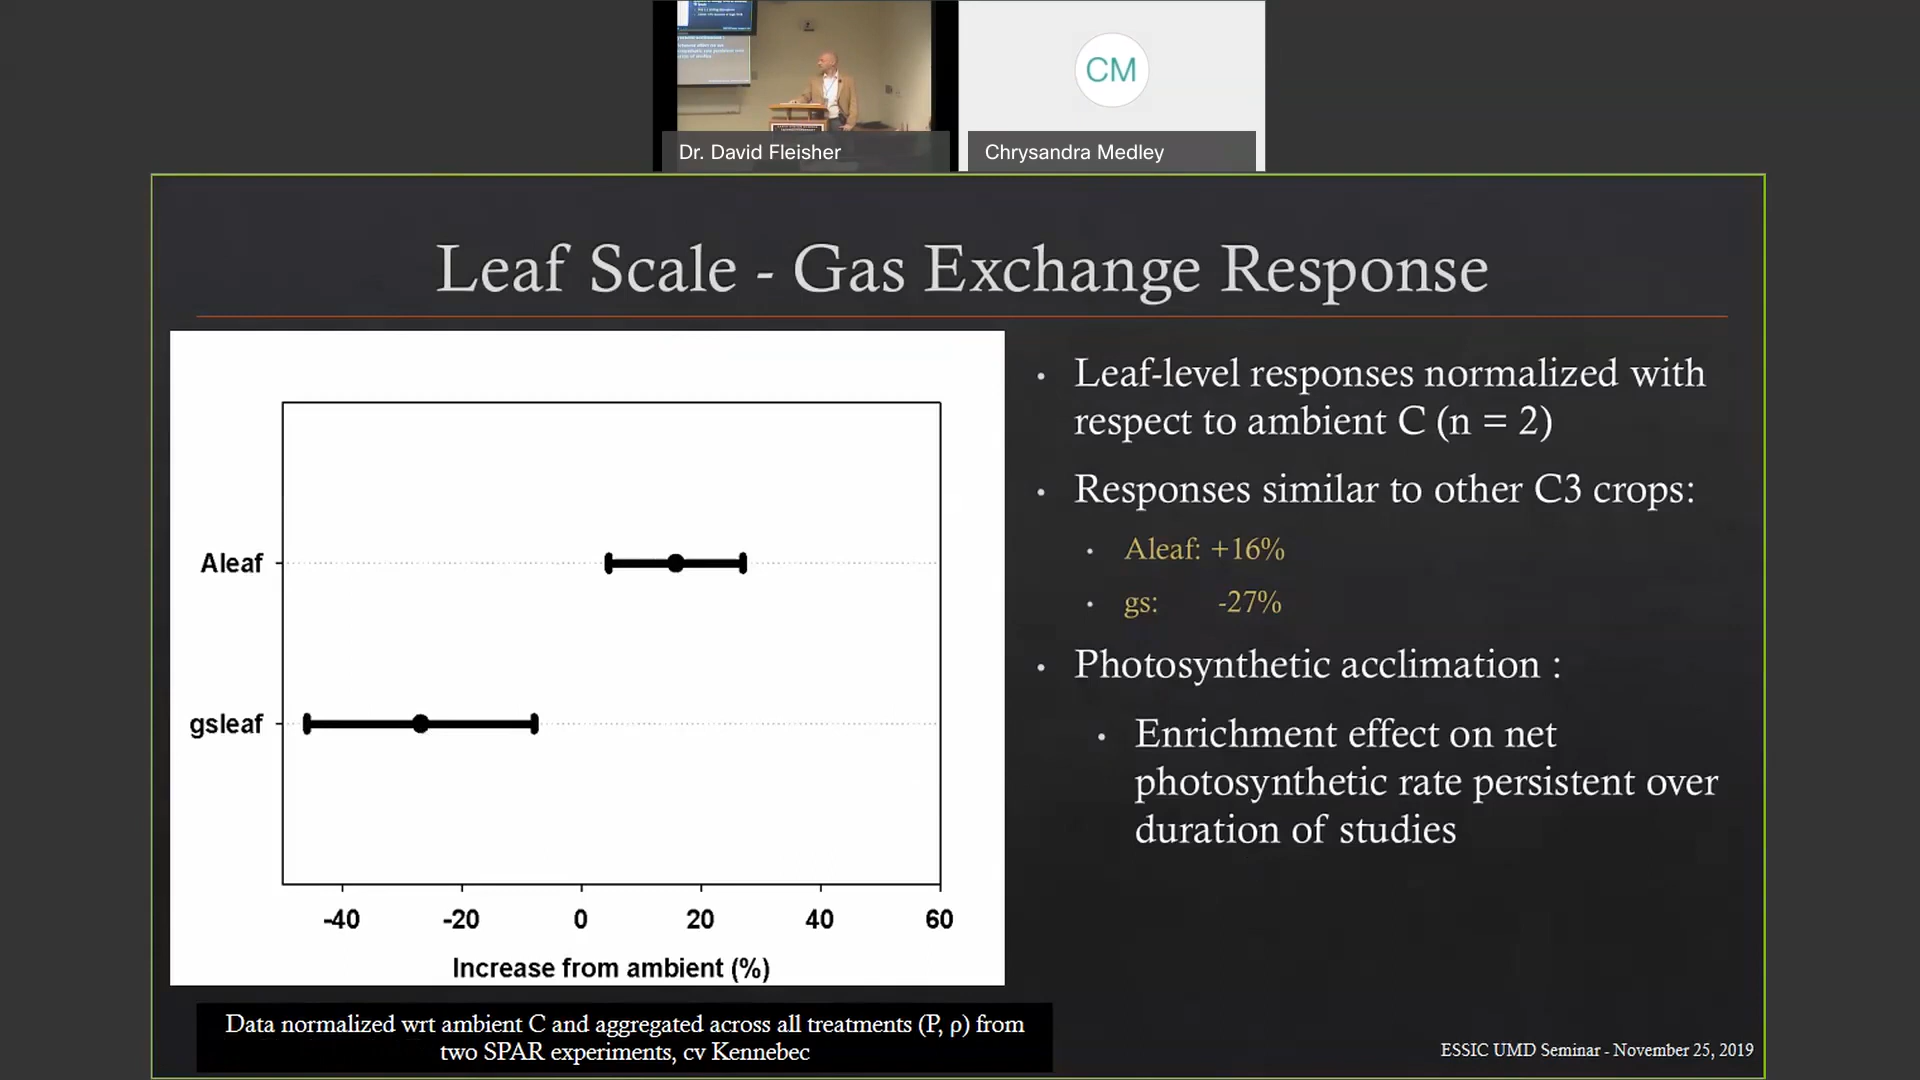 CM
Dr. David Fleisher
Chrysandra Medley
Leaf Scale - Gas Exchange Response
Aleaf
gsleaf
-40 -20 0 20 40 60
Increase from ambient (%)
• Leaf-level responses normalized with
respect to ambient C (n = 2)
• Responses similar to other C3 crops:
• Aleaf: +16%
• gs: -27%
• Photosynthetic acclimation :
• Enrichment effect on net
photosynthetic rate persistent over
duration of studies
Data normalized wrt ambient C and aggregated across all treatments (P, ρ) from
two SPAR experiments, cv Kennebec
ESSIC UMD Seminar - November 25, 2019